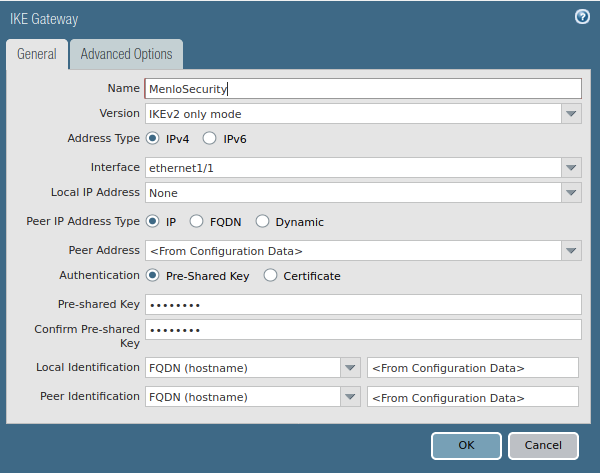 IKE Gateway
General Advanced Options
Name MenloSecurity
Version IKEv2 only mode
Address Type IPv4 IPv6
Interface ethernet1/1
Local IP Address None
Peer IP Address Type IP FQDN Dynamic
Peer Address <From Configuration Data>
Authentication Pre-Shared Key Certificate
Pre-shared Key ••••••••
Confirm Pre-shared ••••••••
Key
Local Identification FQDN (hostname) <From Configuration Data>
Peer Identification FQDN (hostname) <From Configuration Data>
OK Cancel